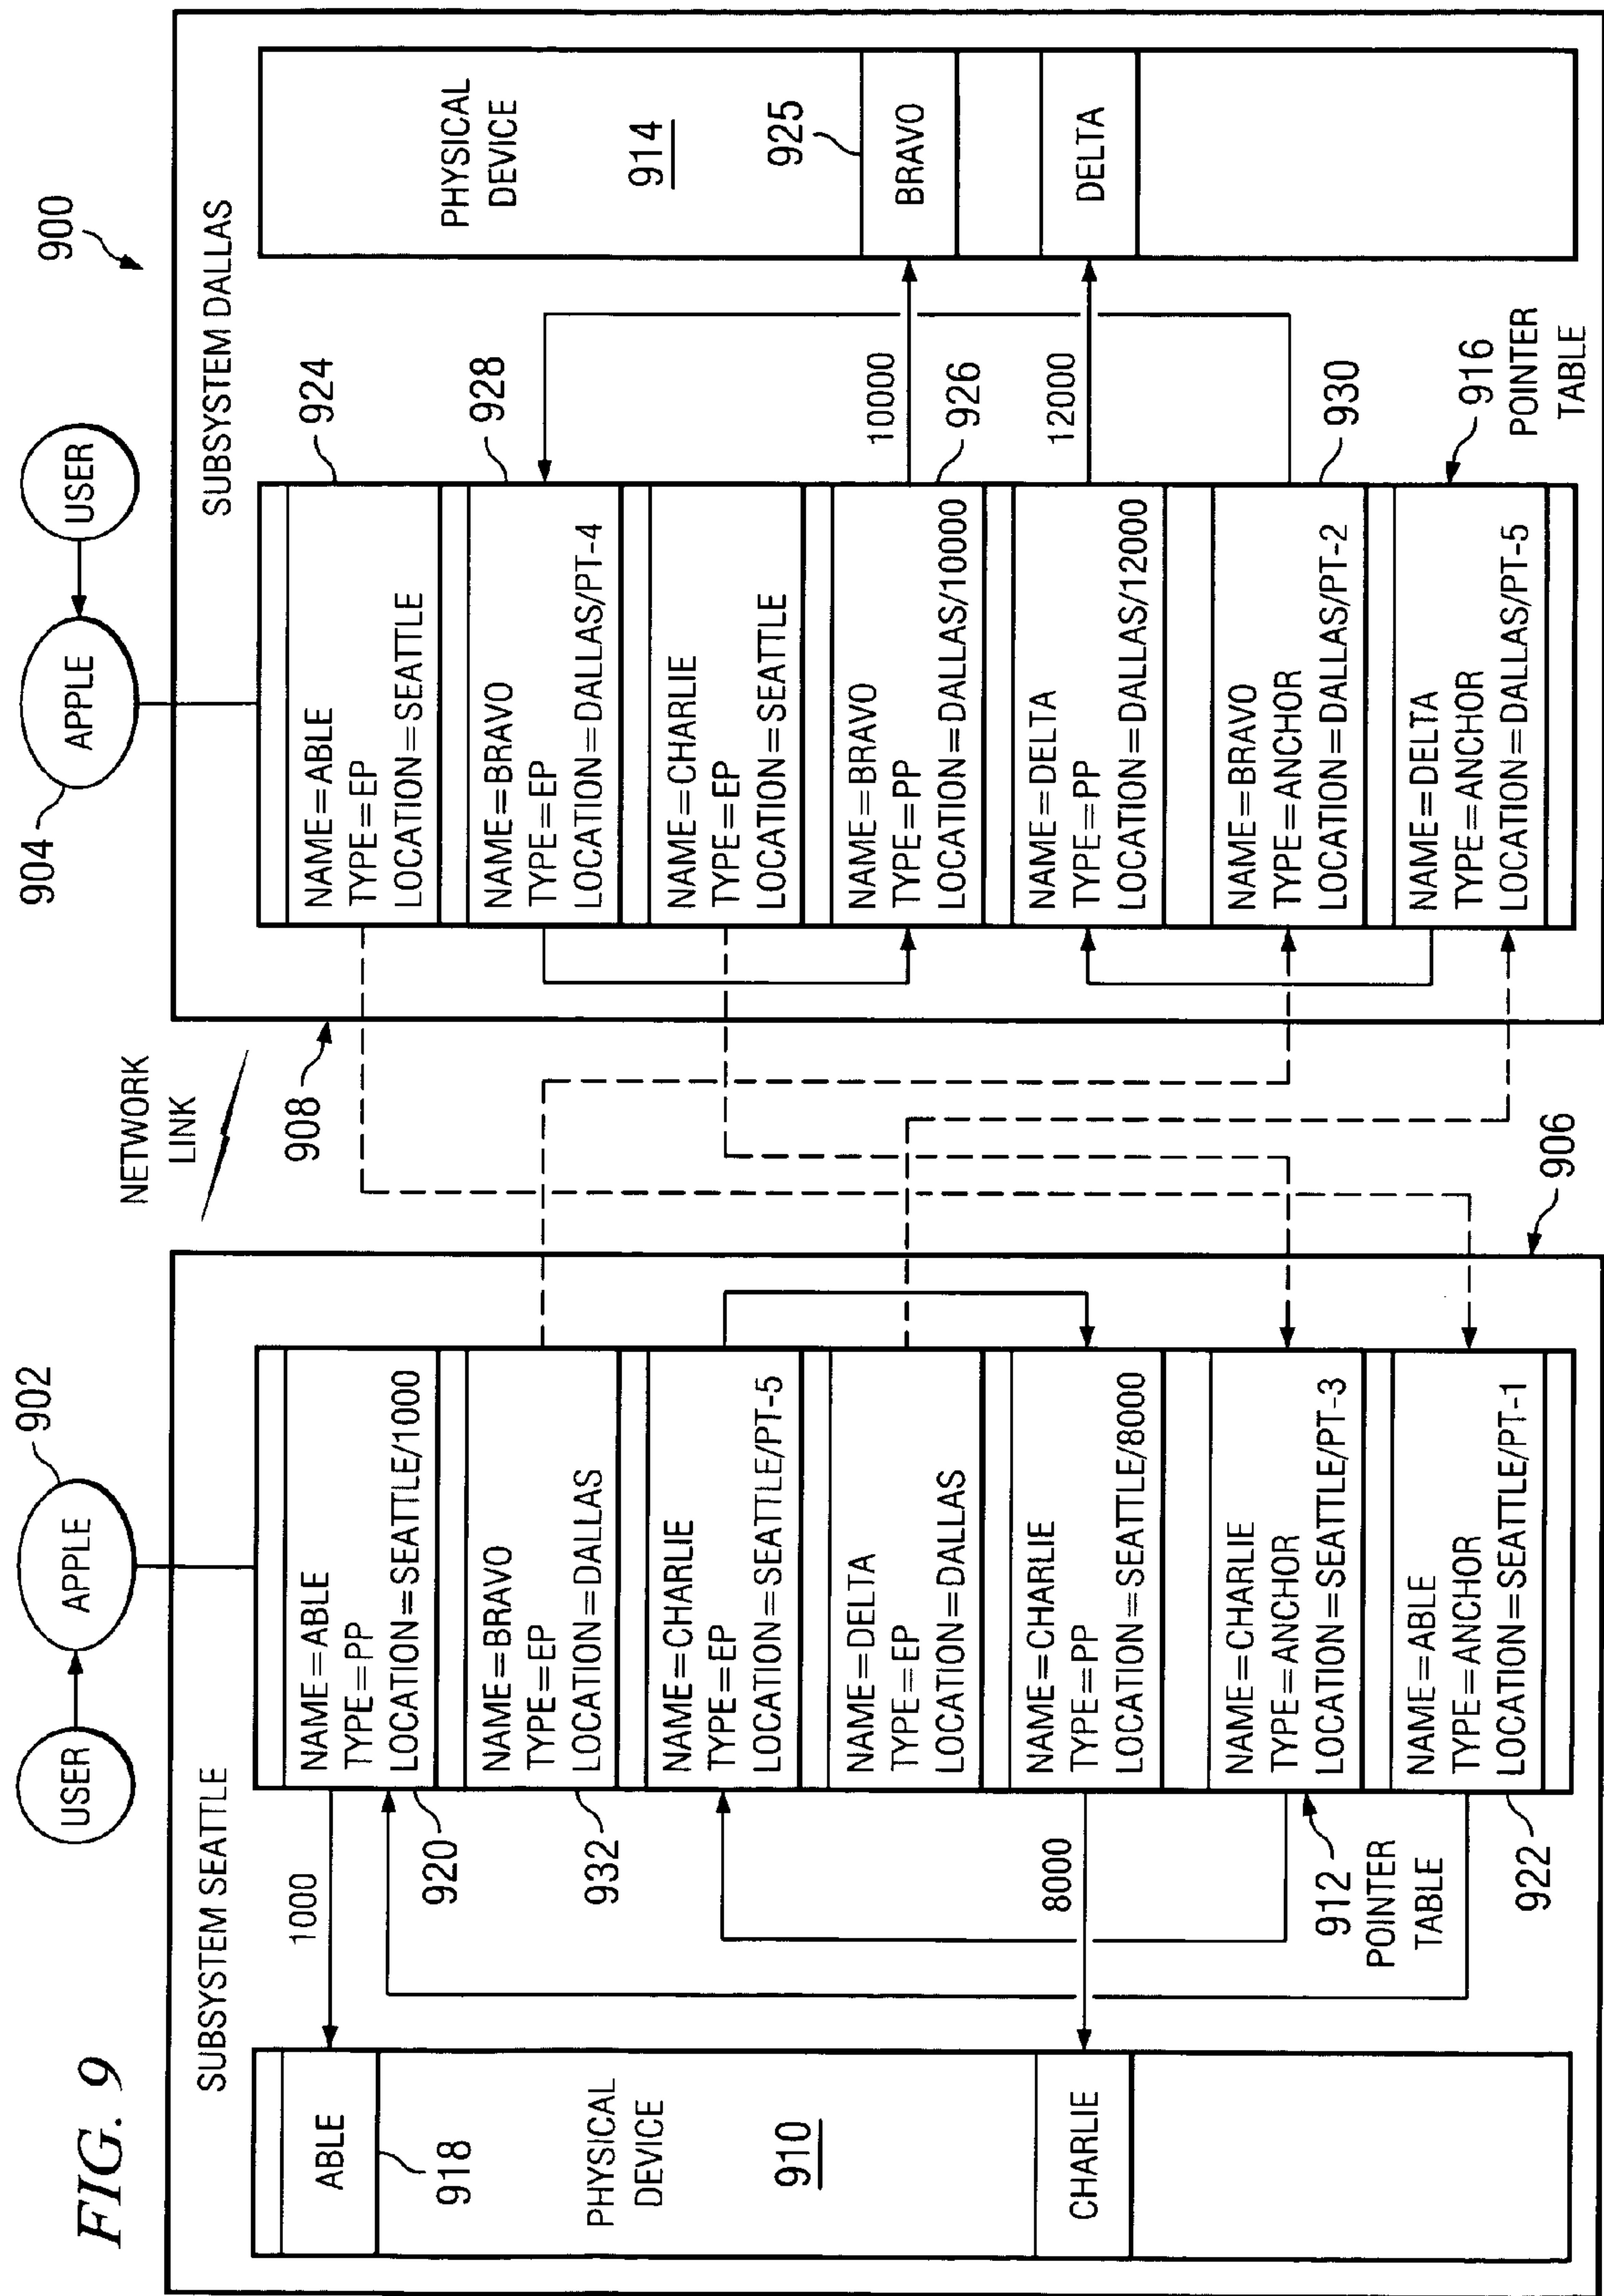 FIG. 9
900
USER
902
APPLE
NETWORK
LINK
904
APPLE
USER
SUBSYSTEM SEATTLE
906
ABLE
918
PHYSICAL
DEVICE
910
CHARLIE
1000
920
932
8000
912
POINTER
TABLE
922
NAME=ABLE
TYPE=PP
LOCATION=SEATTLE/1000
NAME=BRAVO
TYPE=EP
LOCATION=DALLAS
NAME=CHARLIE
TYPE=EP
LOCATION=SEATTLE/PT-5
NAME=DELTA
TYPE=EP
LOCATION=DALLAS
NAME=CHARLIE
TYPE=PP
LOCATION=SEATTLE/8000
NAME=CHARLIE
TYPE=ANCHOR
LOCATION=SEATTLE/PT-3
NAME=ABLE
TYPE=ANCHOR
LOCATION=SEATTLE/PT-1
908
SUBSYSTEM DALLAS
NAME=ABLE
TYPE=EP
LOCATION=SEATTLE
NAME=BRAVO
TYPE=EP
LOCATION=DALLAS/PT-4
NAME=CHARLIE
TYPE=EP
LOCATION=SEATTLE
NAME=BRAVO
TYPE=PP
LOCATION=DALLAS/10000
NAME=DELTA
TYPE=PP
LOCATION=DALLAS/12000
NAME=BRAVO
TYPE=ANCHOR
LOCATION=DALLAS/PT-2
NAME=DELTA
TYPE=ANCHOR
LOCATION=DALLAS/PT-5
924
928
10000
926
12000
930
916
POINTER
TABLE
PHYSICAL
DEVICE
914
925
BRAVO
DELTA